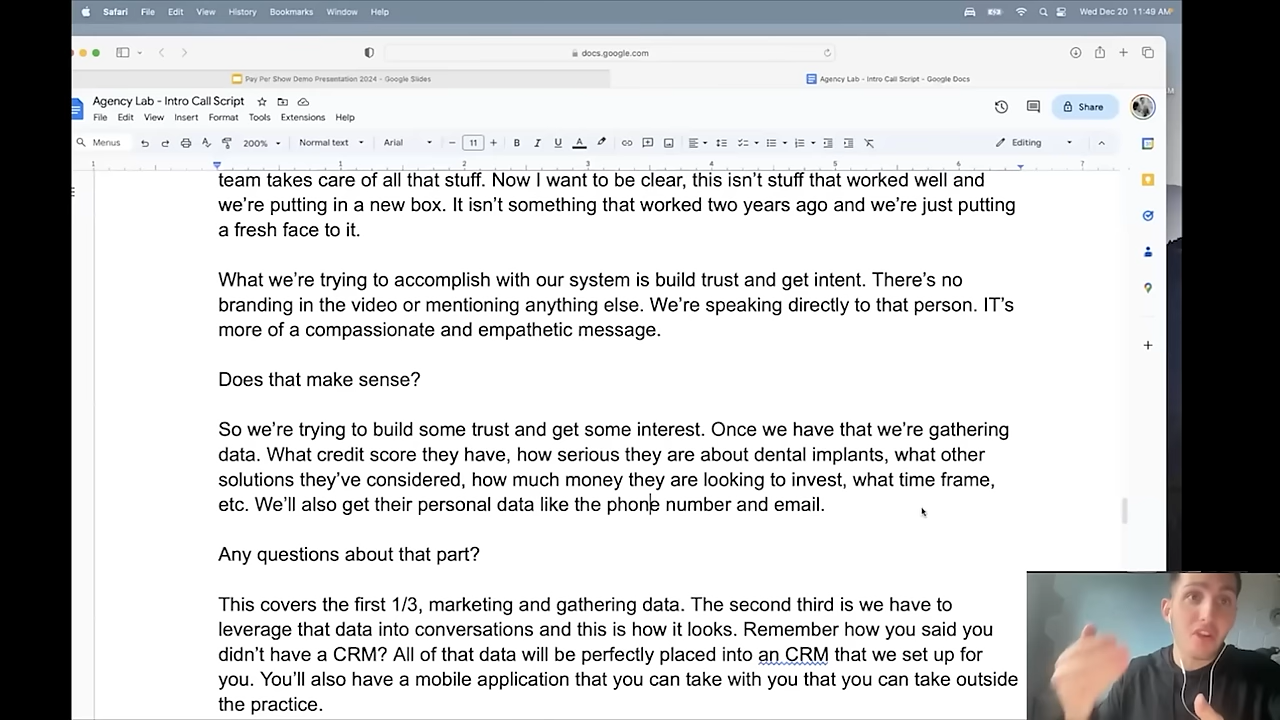 Safari File Edit View History Bookmarks Window Help Wed Dec 20 11:49 AM
docs.google.com
Pay Per Show Demo Presentation 2024 - Google Slides Agency Lab - Intro Call Script - Google Docs
Agency Lab - Intro Call Script
File Edit View Insert Format Tools Extensions Help Share
Menus 200% Normal text Arial 11 B I U A Editing
1 1 2 3 4 5 6 7
team takes care of all that stuff. Now I want to be clear, this isn’t stuff that worked well and
we’re putting in a new box. It isn’t something that worked two years ago and we’re just putting
a fresh face to it.
What we’re trying to accomplish with our system is build trust and get intent. There’s no
branding in the video or mentioning anything else. We’re speaking directly to that person. IT’s
more of a compassionate and empathetic message.
Does that make sense?
So we’re trying to build some trust and get some interest. Once we have that we’re gathering
data. What credit score they have, how serious they are about dental implants, what other
solutions they’ve considered, how much money they are looking to invest, what time frame,
etc. We’ll also get their personal data like the phone number and email.
Any questions about that part?
This covers the first 1/3, marketing and gathering data. The second third is we have to
leverage that data into conversations and this is how it looks. Remember how you said you
didn’t have a CRM? All of that data will be perfectly placed into an CRM that we set up for
you. You’ll also have a mobile application that you can take with you that you can take outside
the practice.